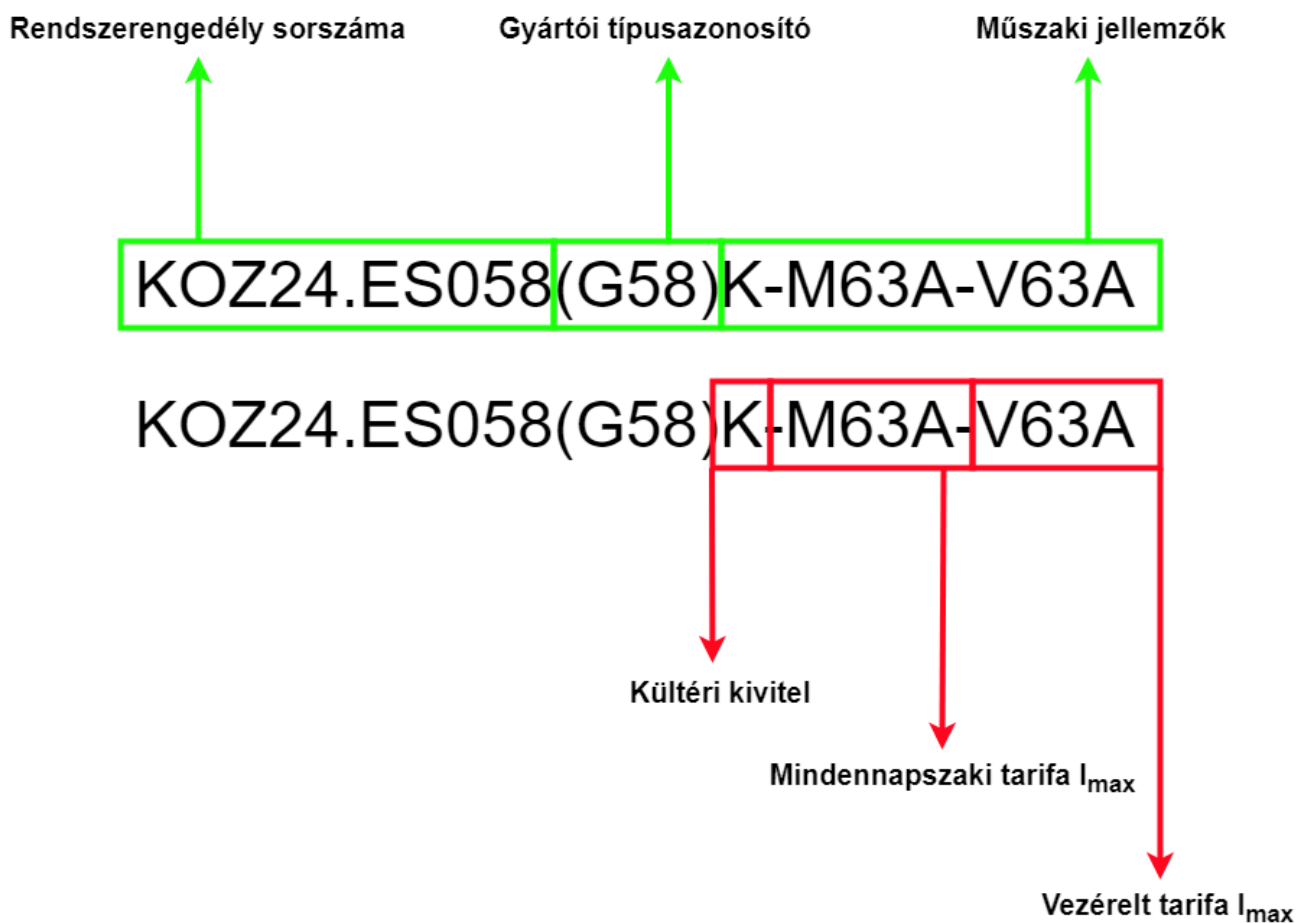 Rendszerengedély sorszáma
Gyártói típusazonosító
Műszaki jellemzők
KOZ24.ES058(G58)K-M63A-V63A
KOZ24.ES058(G58)K-M63A-V63A
Kültéri kivitel
Mindennapszaki tarifa Imax
Vezérelt tarifa Imax